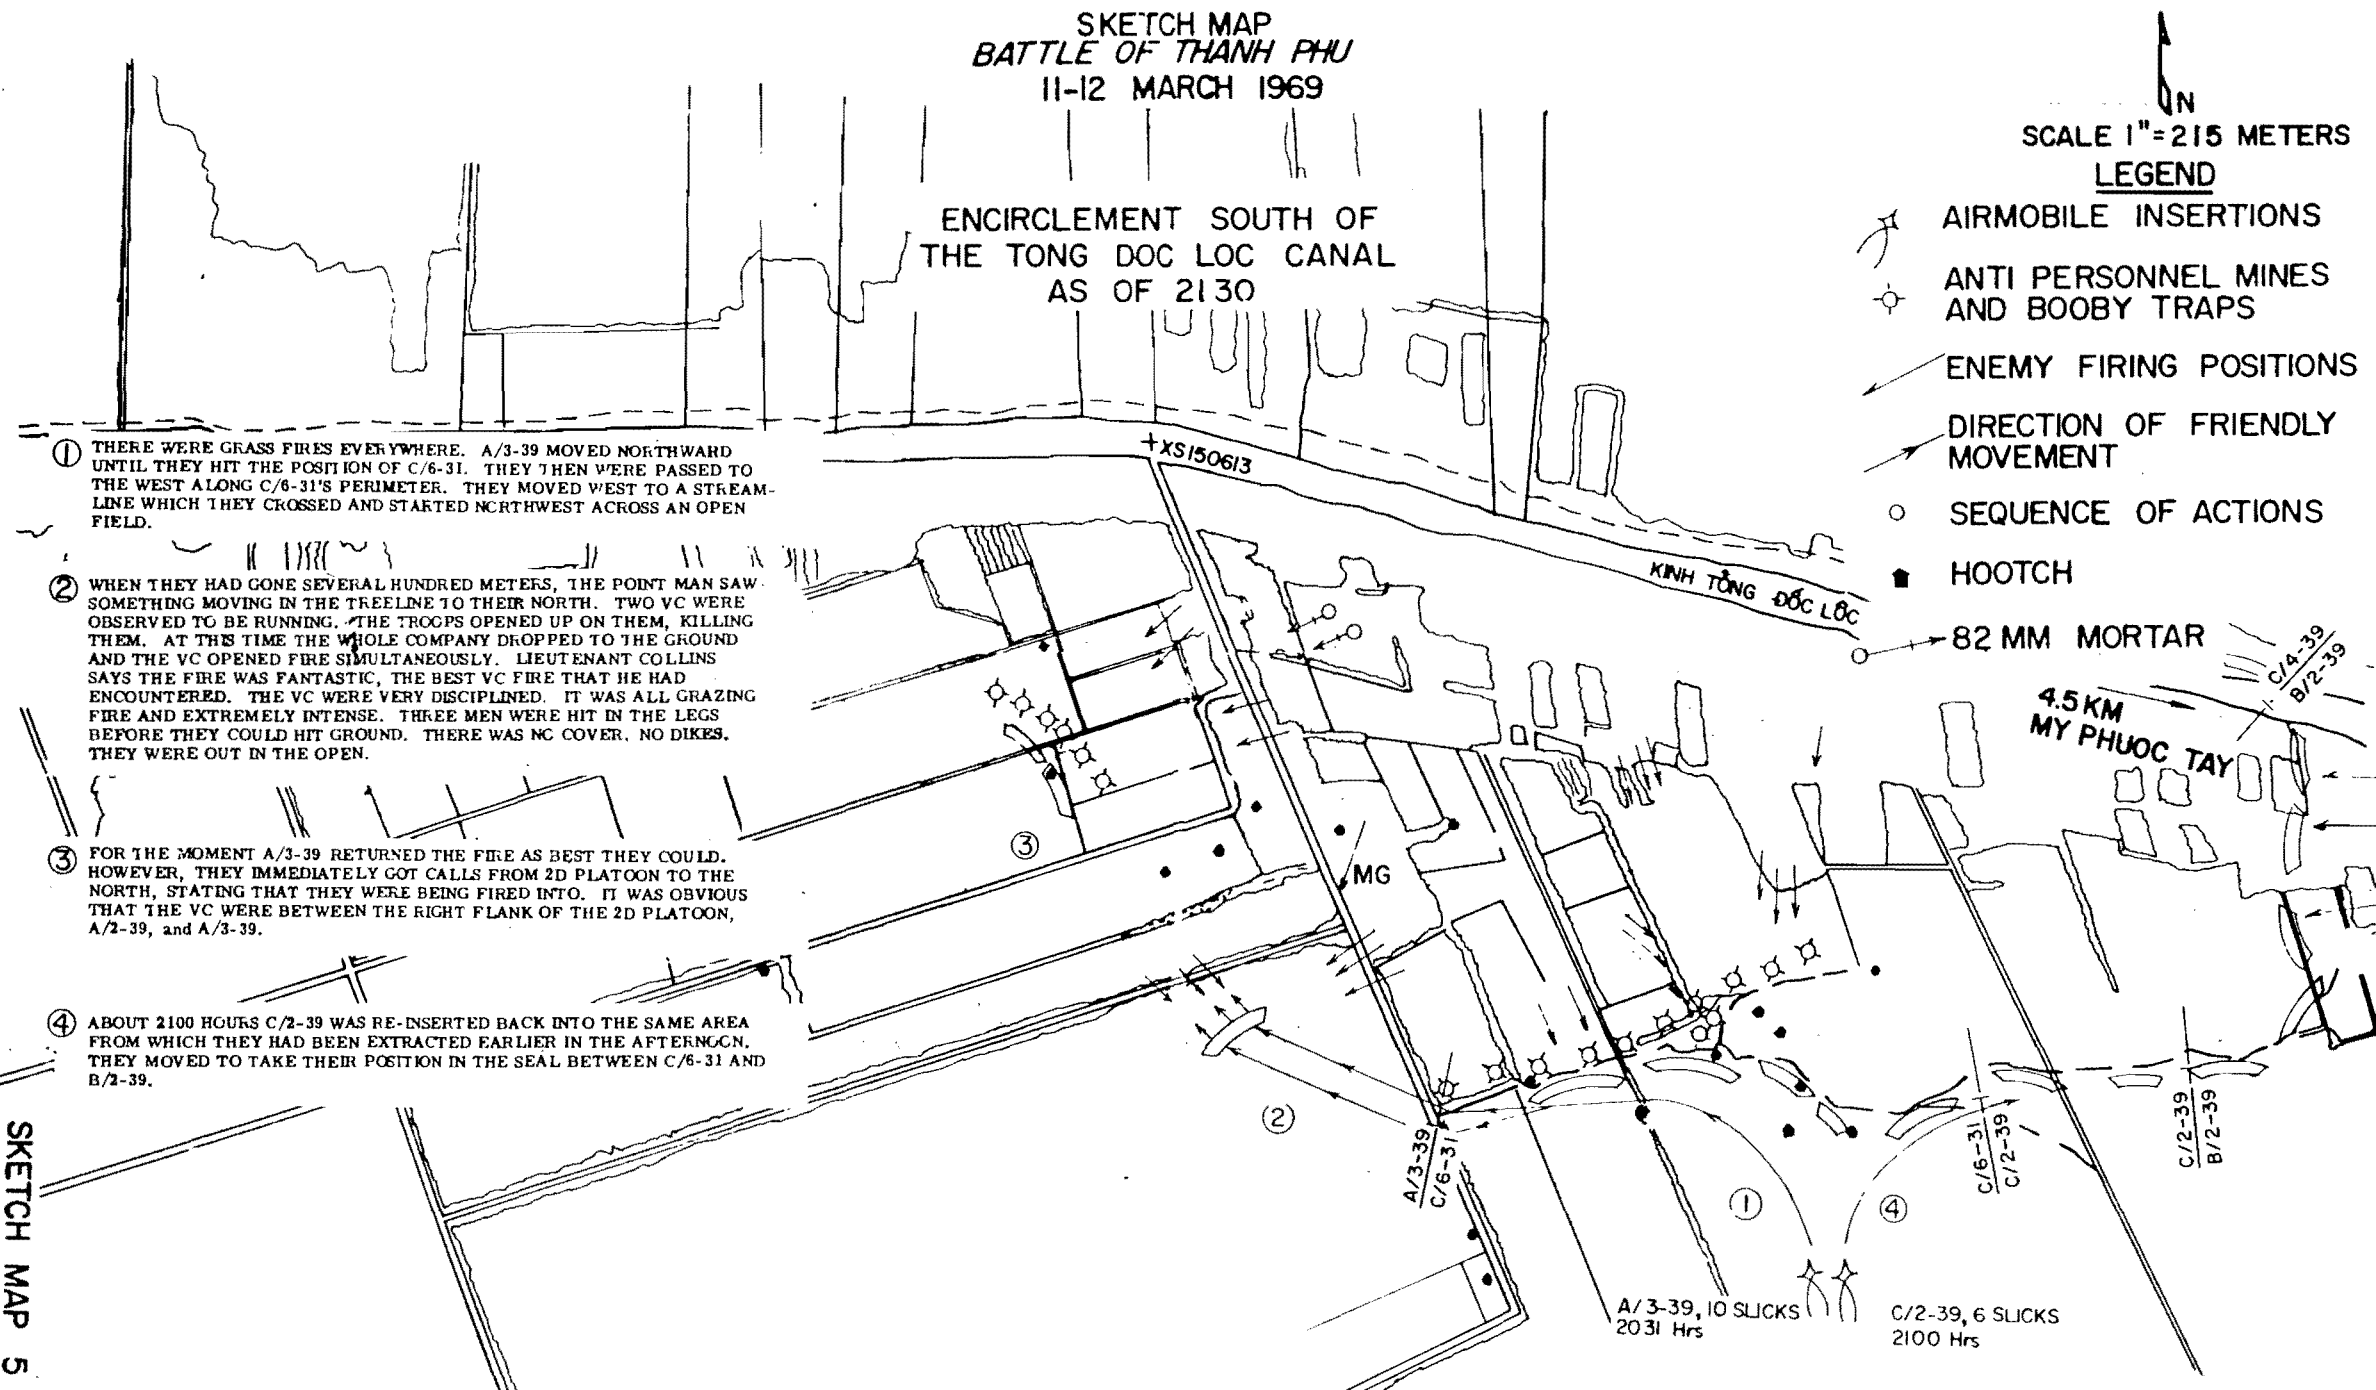 SKETCH MAP
BATTLE OF THANH PHU
11-12 MARCH 1969
N
SCALE 1"=215 METERS
LEGEND
AIRMOBILE INSERTIONS
ANTI PERSONNEL MINES
AND BOOBY TRAPS
ENEMY FIRING POSITIONS
DIRECTION OF FRIENDLY
MOVEMENT
SEQUENCE OF ACTIONS
HOOTCH
82 MM MORTAR
ENCIRCLEMENT SOUTH OF
THE TONG DOC LOC CANAL
AS OF 2130
1 THERE WERE GRASS FIRES EVERYWHERE. A/3-39 MOVED NORTHWARD
UNTIL THEY HIT THE POSITION OF C/6-31. THEY THEN WERE PASSED TO
THE WEST ALONG C/6-31'S PERIMETER. THEY MOVED WEST TO A STREAM-
LINE WHICH THEY CROSSED AND STARTED NORTHWEST ACROSS AN OPEN
FIELD.
2 WHEN THEY HAD GONE SEVERAL HUNDRED METERS, THE POINT MAN SAW
SOMETHING MOVING IN THE TREELINE TO THEIR NORTH. TWO VC WERE
OBSERVED TO BE RUNNING. THE TROOPS OPENED UP ON THEM, KILLING
THEM. AT THIS TIME THE WHOLE COMPANY DROPPED TO THE GROUND
AND THE VC OPENED FIRE SIMULTANEOUSLY. LIEUTENANT COLLINS
SAYS THE FIRE WAS FANTASTIC, THE BEST VC FIRE THAT HE HAD
ENCOUNTERED. THE VC WERE VERY DISCIPLINED. IT WAS ALL GRAZING
FIRE AND EXTREMELY INTENSE. THREE MEN WERE HIT IN THE LEGS
BEFORE THEY COULD HIT GROUND. THERE WAS NO COVER, NO DIKES.
THEY WERE OUT IN THE OPEN.
3 FOR THE MOMENT A/3-39 RETURNED THE FIRE AS BEST THEY COULD.
HOWEVER, THEY IMMEDIATELY GOT CALLS FROM 2D PLATOON TO THE
NORTH, STATING THAT THEY WERE BEING FIRED INTO. IT WAS OBVIOUS
THAT THE VC WERE BETWEEN THE RIGHT FLANK OF THE 2D PLATOON,
A/2-39, and A/3-39.
4 ABOUT 2100 HOURS C/2-39 WAS RE-INSERTED BACK INTO THE SAME AREA
FROM WHICH THEY HAD BEEN EXTRACTED EARLIER IN THE AFTERNOON.
THEY MOVED TO TAKE THEIR POSITION IN THE SEAL BETWEEN C/6-31 AND
B/2-39.
+XS150613
KINH TỔNG ĐỐC LỘC
C/4-39
B/2-39
4.5 KM
MY PHUOC TAY
3
MG
2
A/3-39
C/6-31
1
4
C/6-31
C/2-39
C/2-39
B/2-39
A/3-39, 10 SLICKS
2031 Hrs
C/2-39, 6 SLICKS
2100 Hrs
SKETCH MAP 5